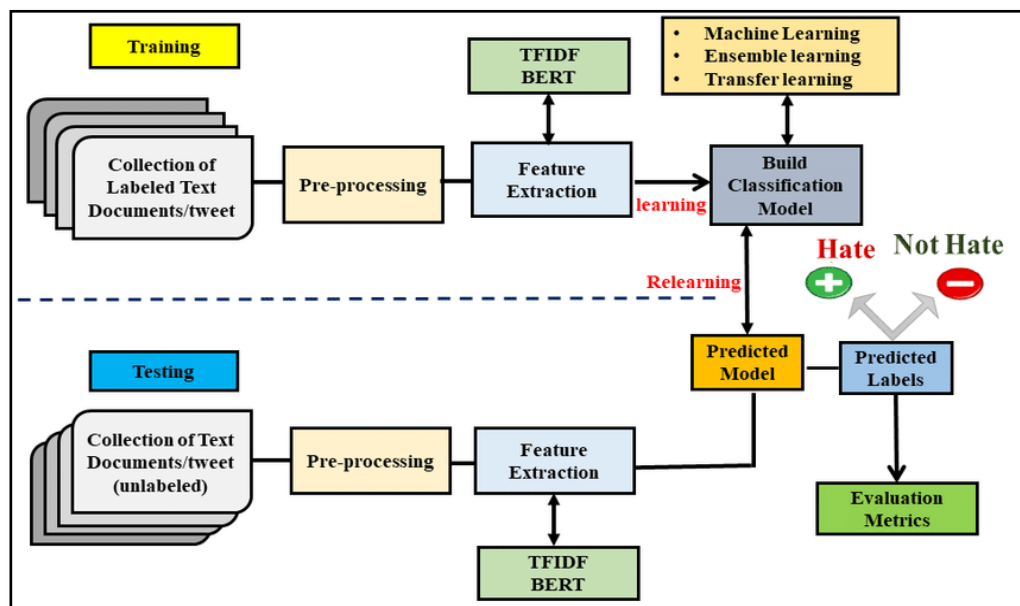 Training
TFIDF
BERT
• Machine Learning
• Ensemble learning
• Transfer learning
Collection of
Labeled Text
Documents/tweet
Pre-processing
Feature
Extraction
learning
Build
Classification
Model
Hate
Not Hate
Relearning
Testing
Predicted
Model
Predicted
Labels
Collection of Text
Documents/tweet
(unlabeled)
Pre-processing
Feature
Extraction
Evaluation
Metrics
TFIDF
BERT